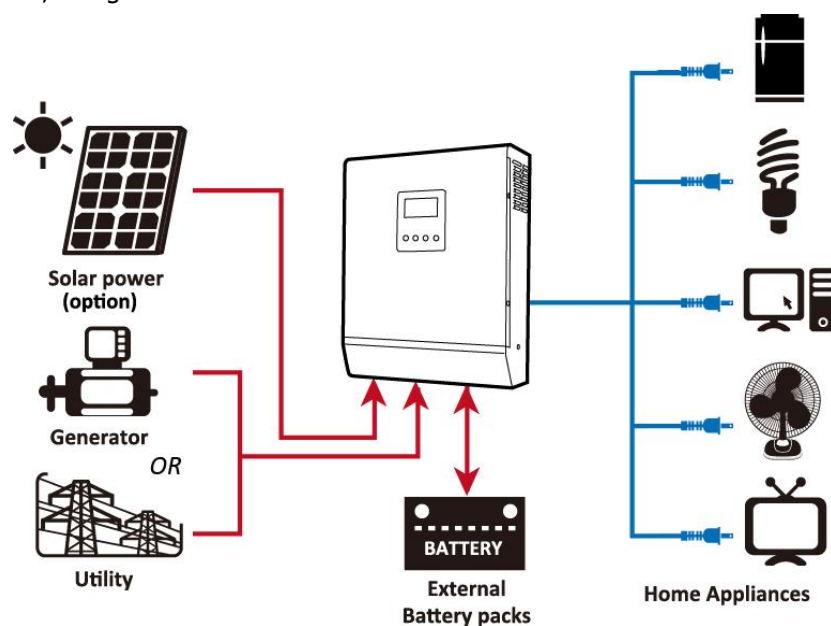 Solar power
(option)
Generator
OR
Utility
BATTERY
External
Battery packs
Home Appliances